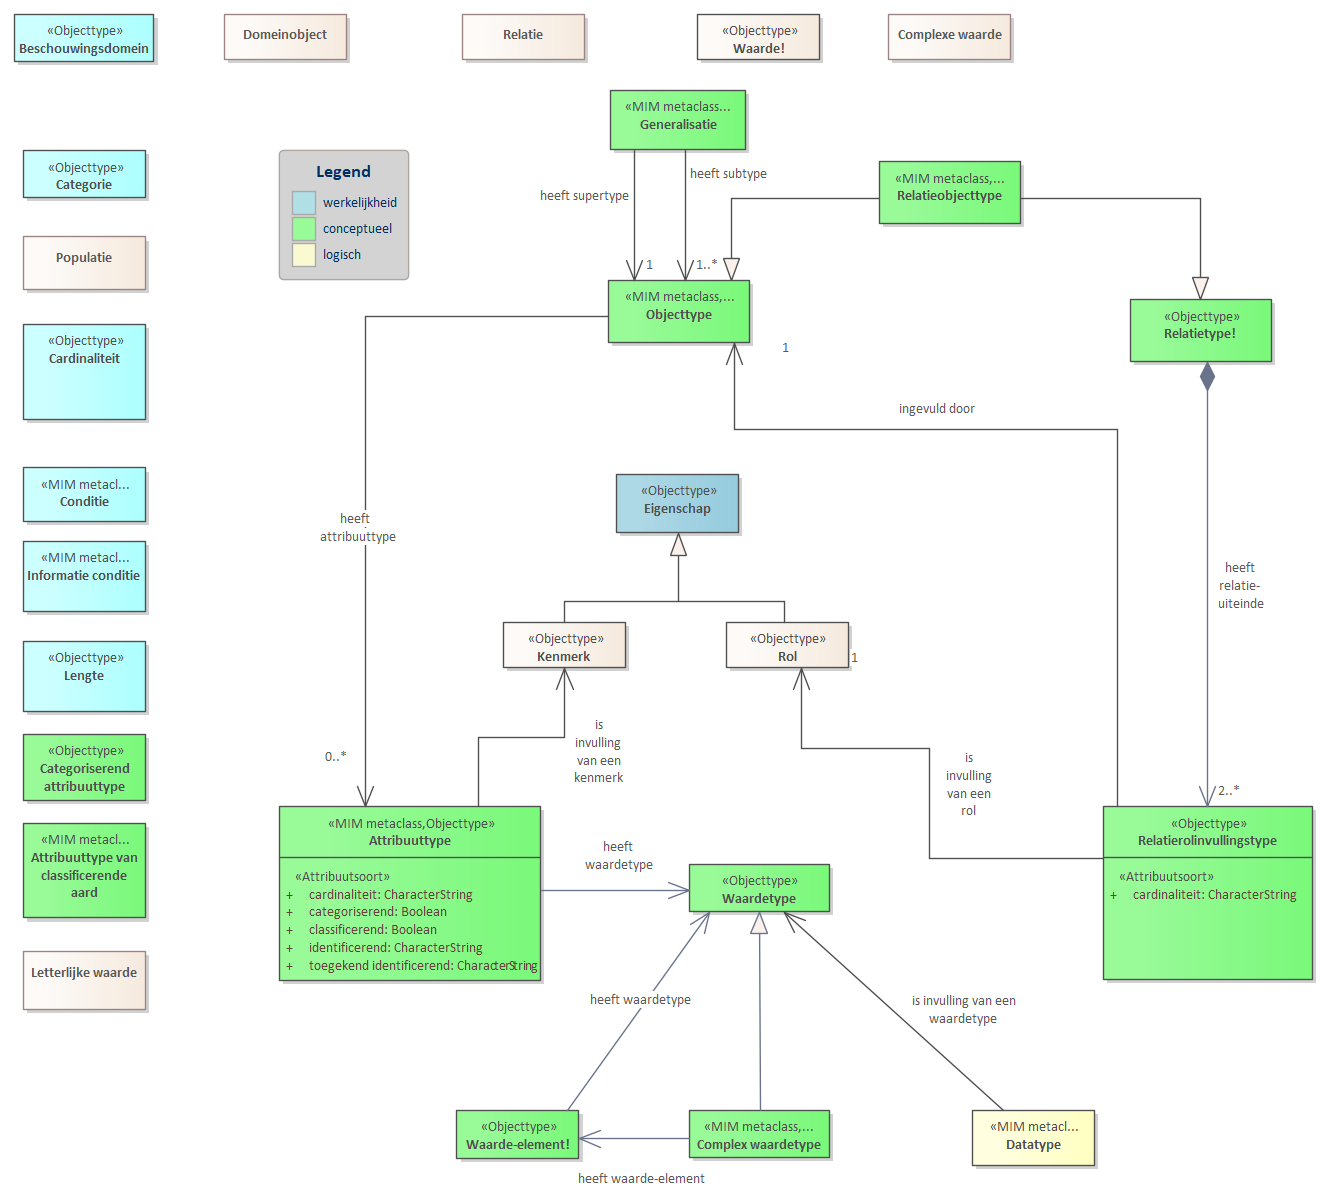 «Objecttype»
Beschouwingsdomein
Domeinobject
Relatie
«Objecttype»
Waarde!
Complexe waarde
«MIM metaclass...
Generalisatie
heeft supertype
heeft subtype
1
1..*
«MIM metaclass,...
Relatieobjecttype
«Objecttype»
Categorie
Legend
werkelijkheid
conceptueel
logisch
Populatie
«MIM metaclass,...
Objecttype
«Objecttype»
Relatietype!
«Objecttype»
Cardinaliteit
1
ingevuld door
«MIM metacl...
Conditie
«Objecttype»
Eigenschap
heeft
attribuuttype
«MIM metacl...
Informatie conditie
heeft
relatie-
uiteinde
«Objecttype»
Kenmerk
«Objecttype»
Rol
1
«Objecttype»
Lengte
is
invulling
van een
kenmerk
is
invulling
van een
rol
0..*
2..*
«Objecttype»
Categoriserend
attribuuttype
«MIM metaclass,Objecttype»
Attribuuttype
«Attribuutsoort»
+ cardinaliteit: CharacterString
+ categoriserend: Boolean
+ classificerend: Boolean
+ identificerend: CharacterString
+ toegekend identificerend: CharacterString
heeft
waardetype
«Objecttype»
Waardetype
«Objecttype»
Relatierolinvullingstype
«Attribuutsoort»
+ cardinaliteit: CharacterString
«MIM metacl...
Attribuuttype van
classificerende
aard
Letterlijke waarde
heeft waardetype
is invulling van een
waardetype
«Objecttype»
Waarde-element!
«MIM metaclass,...
Complex waardetype
«MIM metacl...
Datatype
heeft waarde-element